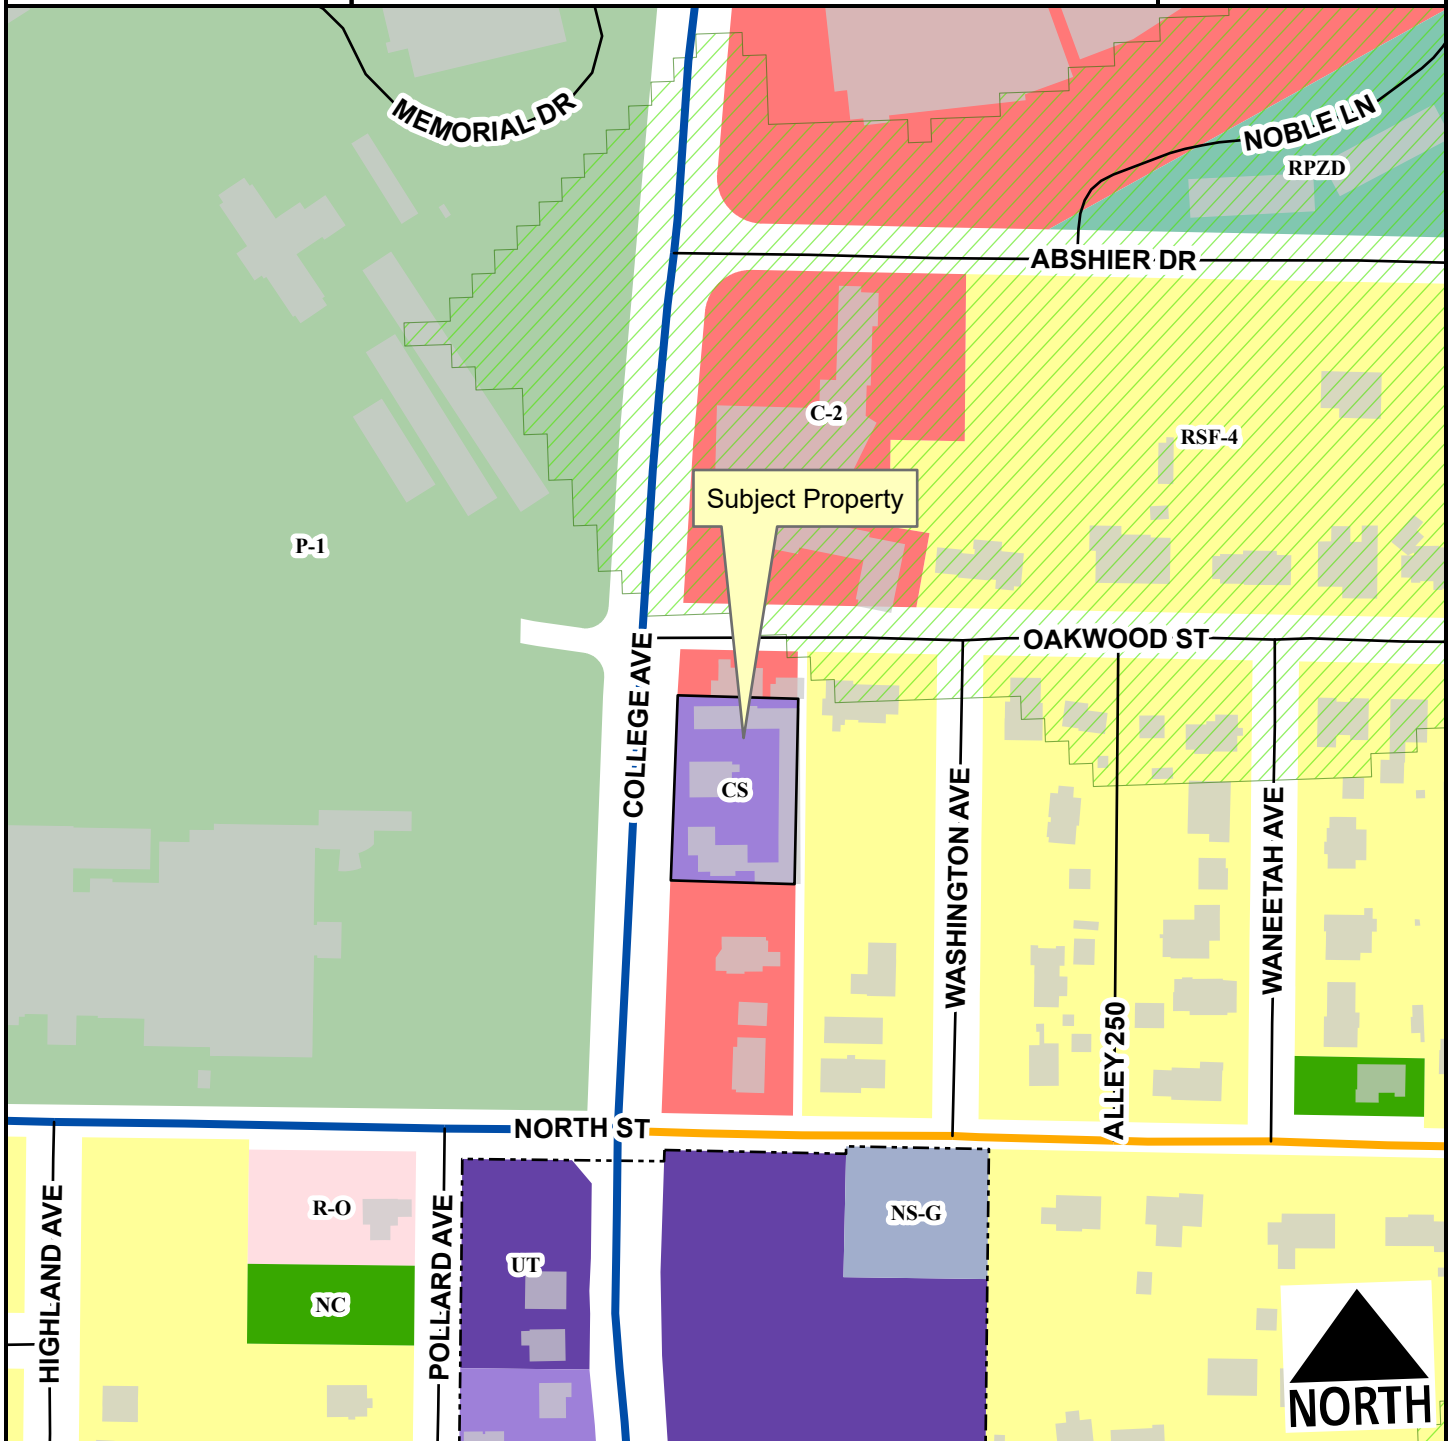 MEMORIAL DR
NOBLE LN
RPZD
ABSHIER DR
C-2
RSF-4
Subject Property
P-1
OAKWOOD ST
COLLEGE AVE
CS
WASHINGTON AVE
WANEETAH AVE
ALLEY 250
NORTH ST
HIGHLAND AVE
R-O
POLLARD AVE
NS-G
UT
NC
NORTH